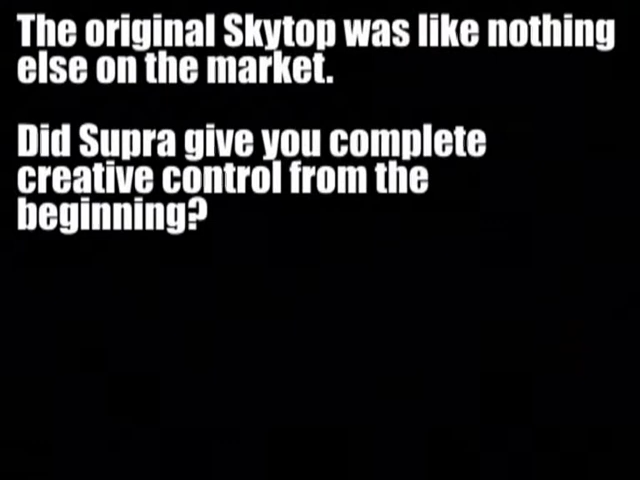 The original Skytop was like nothing
else on the market.
Did Supra give you complete
creative control from the
beginning?